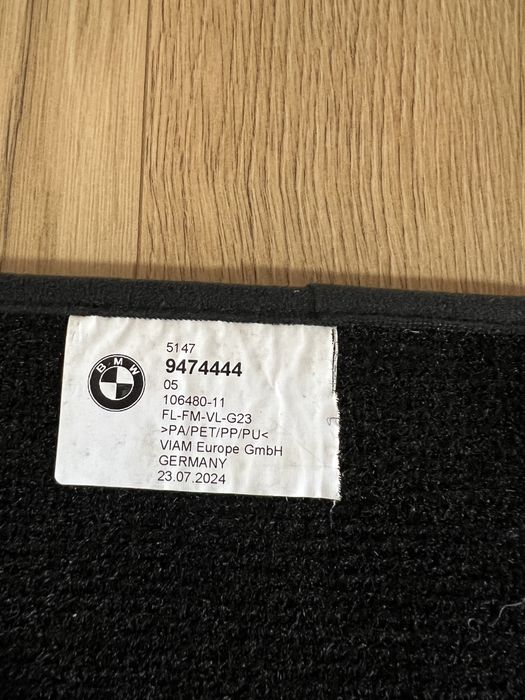 BMW
5147
9474444
05
106480-11
FL-FM-VL-G23
>PA/PET/PP/PU<
VIAM Europe GmbH
GERMANY
23.07.2024